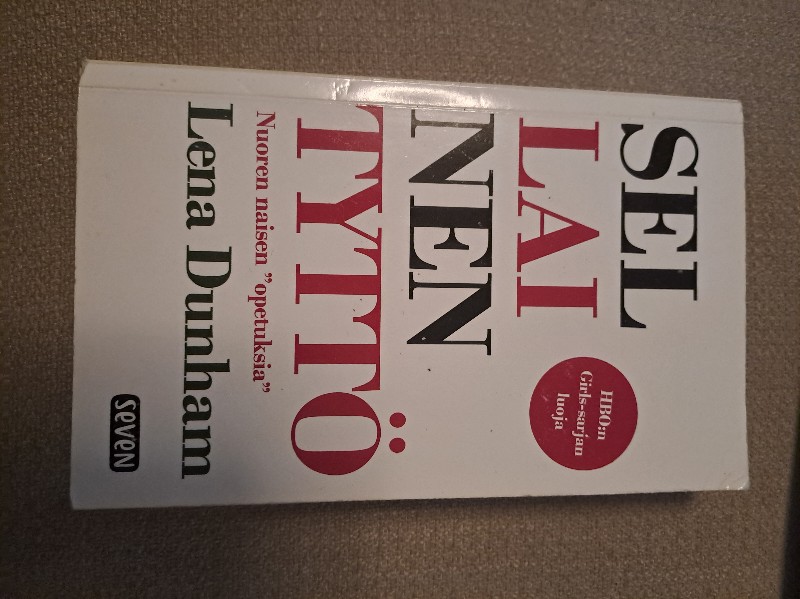 SEL
LAI
NEN
TYTTÖ
HBO:n
Girls-sarjan
luoja
Nuoren naisen ”opetuksia”
Lena Dunham
seven